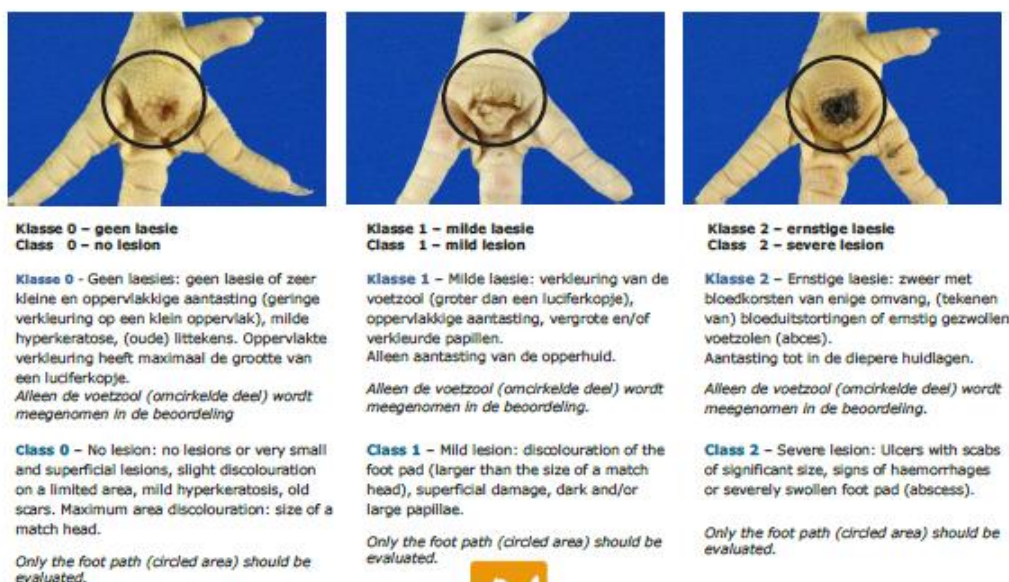 Klasse 0 – geen laesie
Class 0 – no lesion
Klasse 0 - Geen laesies: geen laesie of zeer
kleine en oppervlakkige aantasting (geringe
verkleuring op een klein oppervlak), milde
hyperkeratose, (oude) littekens. Oppervlakte
verkleuring heeft maximaal de grootte van
een luciferkopje.
Alleen de voetzool (omcirkelde deel) wordt
meegenomen in de beoordeling
Class 0 – No lesion: no lesions or very small
and superficial lesions, slight discolouration
on a limited area, mild hyperkeratosis, old
scars. Maximum area discolouration: size of a
match head.
Only the foot path (circled area) should be
evaluated.
Klasse 1 – milde laesie
Class 1 – mild lesion
Klasse 1 – Milde laesie: verkleuring van de
voetzool (groter dan een luciferkopje),
oppervlakkige aantasting, vergrote en/of
verkleurde papillen.
Alleen aantasting van de opperhuid.
Alleen de voetzool (omcirkelde deel) wordt
meegenomen in de beoordeling.
Class 1 – Mild lesion: discolouration of the
foot pad (larger than the size of a match
head), superficial damage, dark and/or
large papillae.
Only the foot path (circled area) should be
evaluated.
Klasse 2 – ernstige laesie
Class 2 – severe lesion
Klasse 2 – Ernstige laesie: zweer met
bloedkorsten van enige omvang, (tekenen
van) bloeduitstortingen of ernstig gezwollen
voetzolen (abces).
Aantasting tot in de diepere huidlagen.
Alleen de voetzool (omcirkelde deel) wordt
meegenomen in de beoordeling.
Class 2 – Severe lesion: Ulcers with scabs
of significant size, signs of haemorrhages
or severely swollen foot pad (abscess).
Only the foot path (circled area) should be
evaluated.